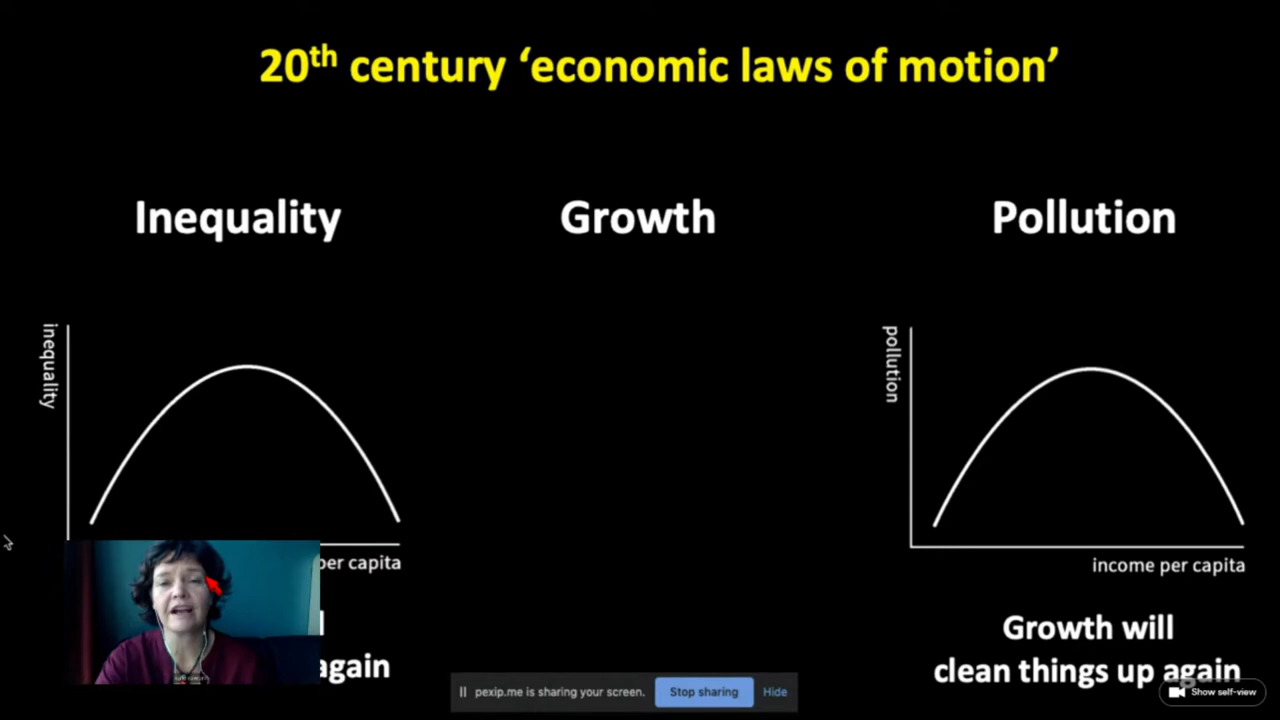 20th century ‘economic laws of motion’
Inequality
Growth
Pollution
inequality
per capita
again
pollution
income per capita
Growth will
clean things up again
pexip.me is sharing your screen.
Stop sharing
Hide
Show self-view